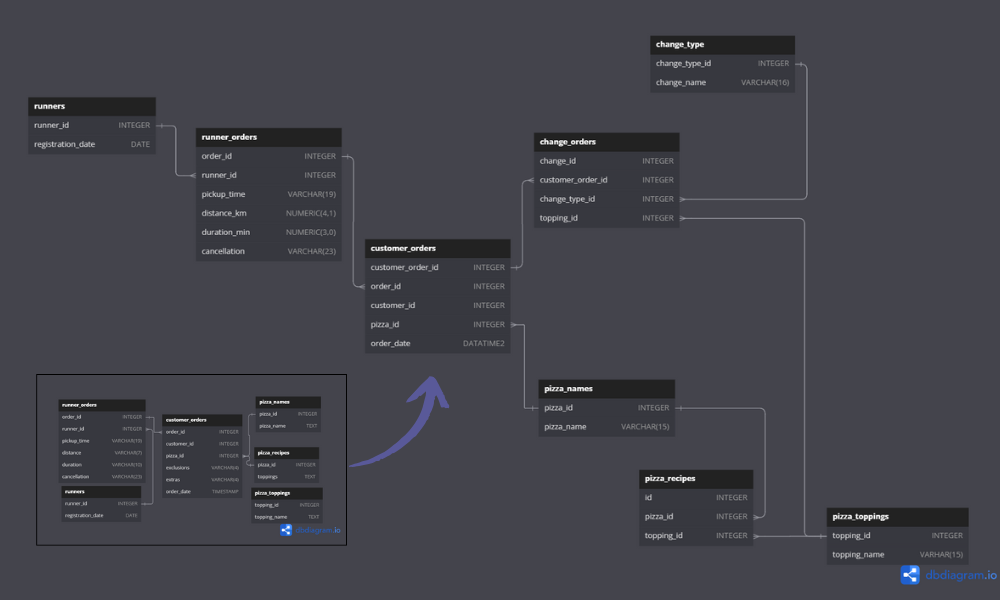 change_type
change_type_id INTEGER
change_name VARCHAR(16)
runners
runner_id INTEGER
registration_date DATE
runner_orders
order_id INTEGER
runner_id INTEGER
pickup_time VARCHAR(19)
distance_km NUMERIC(4,1)
duration_min NUMERIC(3,0)
cancellation VARCHAR(23)
change_orders
change_id INTEGER
customer_order_id INTEGER
change_type_id INTEGER
topping_id INTEGER
customer_orders
customer_order_id INTEGER
order_id INTEGER
customer_id INTEGER
pizza_id INTEGER
order_date DATATIME2
pizza_names
pizza_id INTEGER
pizza_name VARCHAR(15)
pizza_recipes
id INTEGER
pizza_id INTEGER
topping_id INTEGER
pizza_toppings
topping_id INTEGER
topping_name VARHAR(15)
dbdiagram.io
runner_orders
order_id INTEGER
runner_id INTEGER
pickup_time VARCHAR(19)
distance VARCHAR(7)
duration VARCHAR(10)
cancellation VARCHAR(23)
runners
runner_id INTEGER
registration_date DATE
customer_orders
order_id INTEGER
customer_id INTEGER
pizza_id INTEGER
exclusions VARCHAR(4)
extras VARCHAR(4)
order_date TIMESTAMP
pizza_names
pizza_id INTEGER
pizza_name TEXT
pizza_recipes
pizza_id INTEGER
toppings TEXT
pizza_toppings
topping_id INTEGER
topping_name TEXT
dbdiagram.io